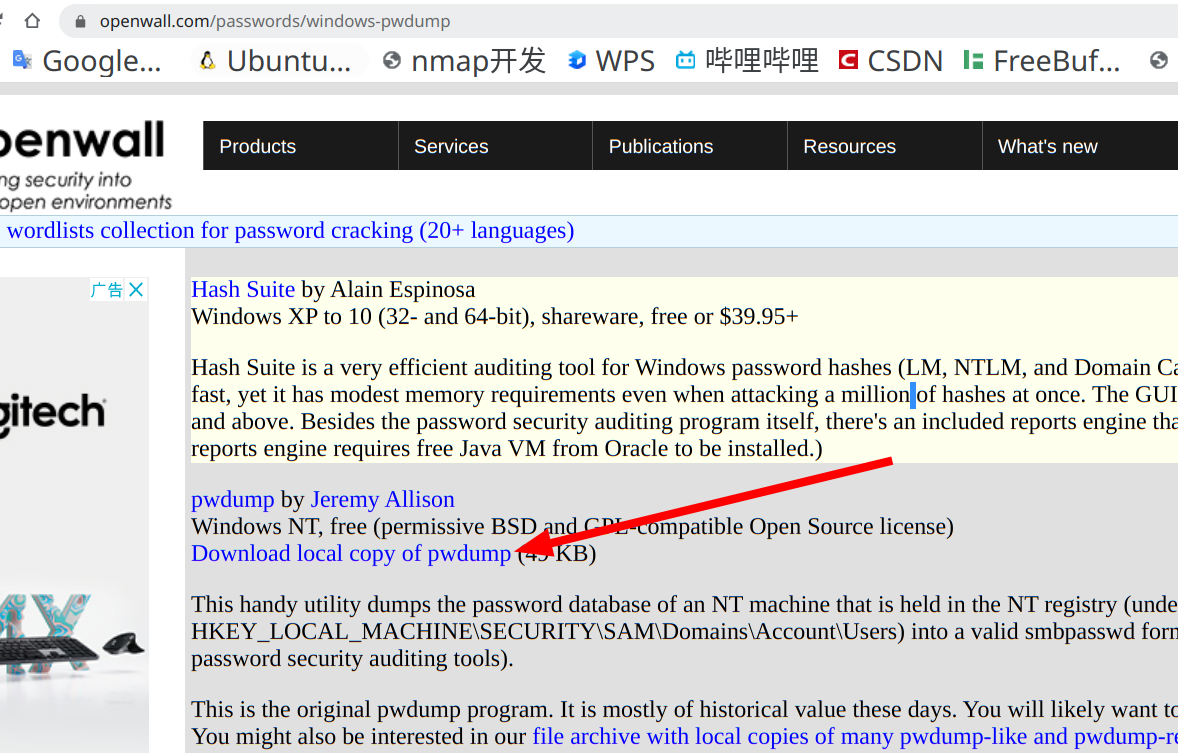 openwall.com/passwords/windows-pwdump
Google... Ubuntu... nmap开发 WPS 哔哩哔哩 CSDN FreeBuf...
penwall
ng security into
open environments
Products Services Publications Resources What's new
wordlists collection for password cracking (20+ languages)
广告
gitech
Hash Suite by Alain Espinosa
Windows XP to 10 (32- and 64-bit), shareware, free or $39.95+
Hash Suite is a very efficient auditing tool for Windows password hashes (LM, NTLM, and Domain Ca
fast, yet it has modest memory requirements even when attacking a million of hashes at once. The GUI
and above. Besides the password security auditing program itself, there's an included reports engine tha
reports engine requires free Java VM from Oracle to be installed.)
pwdump by Jeremy Allison
Windows NT, free (permissive BSD and GPL-compatible Open Source license)
Download local copy of pwdump (49 KB)
This handy utility dumps the password database of an NT machine that is held in the NT registry (unde
HKEY_LOCAL_MACHINE\SECURITY\SAM\Domains\Account\Users) into a valid smbpasswd form
password security auditing tools).
This is the original pwdump program. It is mostly of historical value these days. You will likely want to
You might also be interested in our file archive with local copies of many pwdump-like and pwdump-re